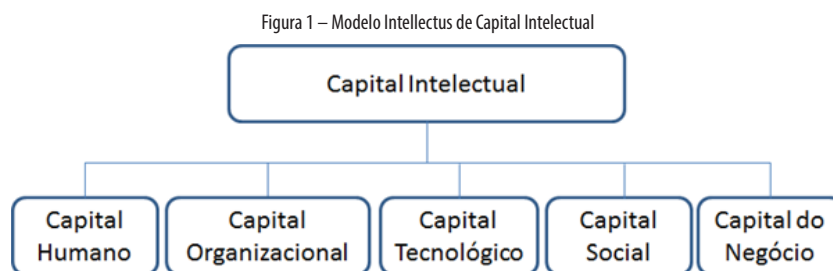 Figura 1 – Modelo Intellectus de Capital Intelectual
Capital Intelectual
Capital
Humano
Capital
Organizacional
Capital
Tecnológico
Capital
Social
Capital do
Negócio